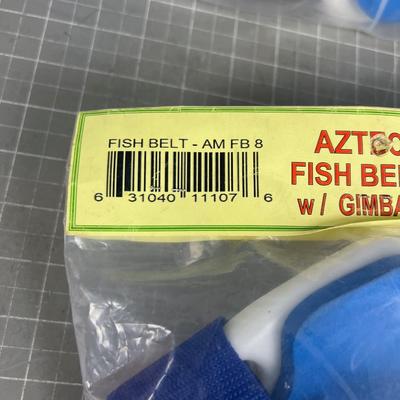 FISH BELT - AM FB 8
6 31040 11107 6
AZTEC
FISH BEL
w/ GIMBA